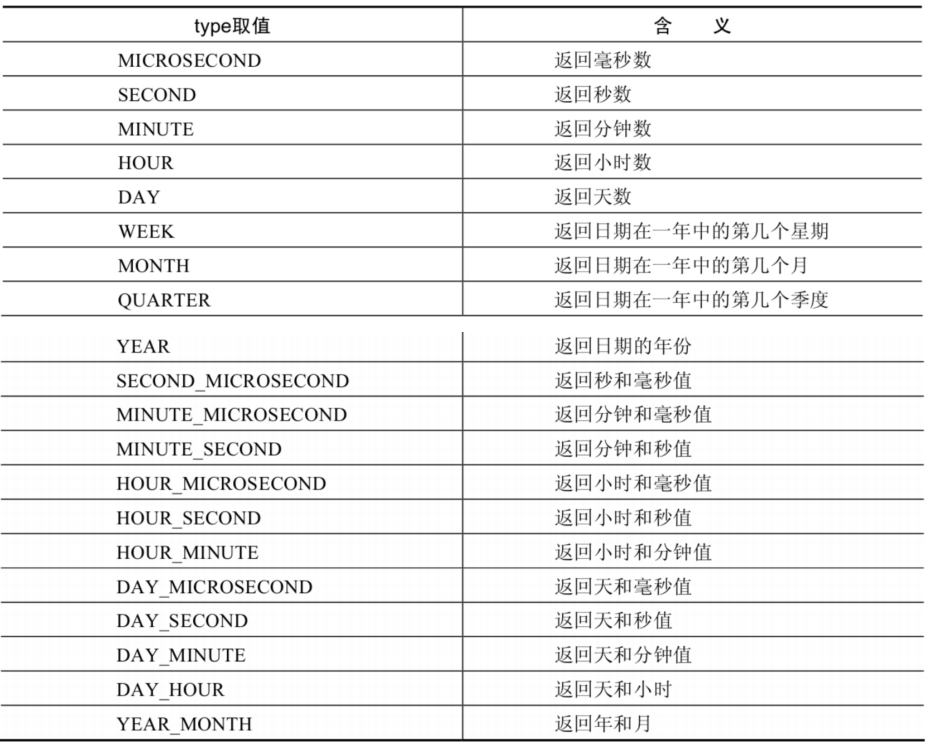 type取值 含 义
MICROSECOND 返回毫秒数
SECOND 返回秒数
MINUTE 返回分钟数
HOUR 返回小时数
DAY 返回天数
WEEK 返回日期在一年中的第几个星期
MONTH 返回日期在一年中的第几个月
QUARTER 返回日期在一年中的第几个季度
YEAR 返回日期的年份
SECOND_MICROSECOND 返回秒和毫秒值
MINUTE_MICROSECOND 返回分钟和毫秒值
MINUTE_SECOND 返回分钟和秒值
HOUR_MICROSECOND 返回小时和毫秒值
HOUR_SECOND 返回小时和秒值
HOUR_MINUTE 返回小时和分钟值
DAY_MICROSECOND 返回天和毫秒值
DAY_SECOND 返回天和秒值
DAY_MINUTE 返回天和分钟值
DAY_HOUR 返回天和小时
YEAR_MONTH 返回年和月